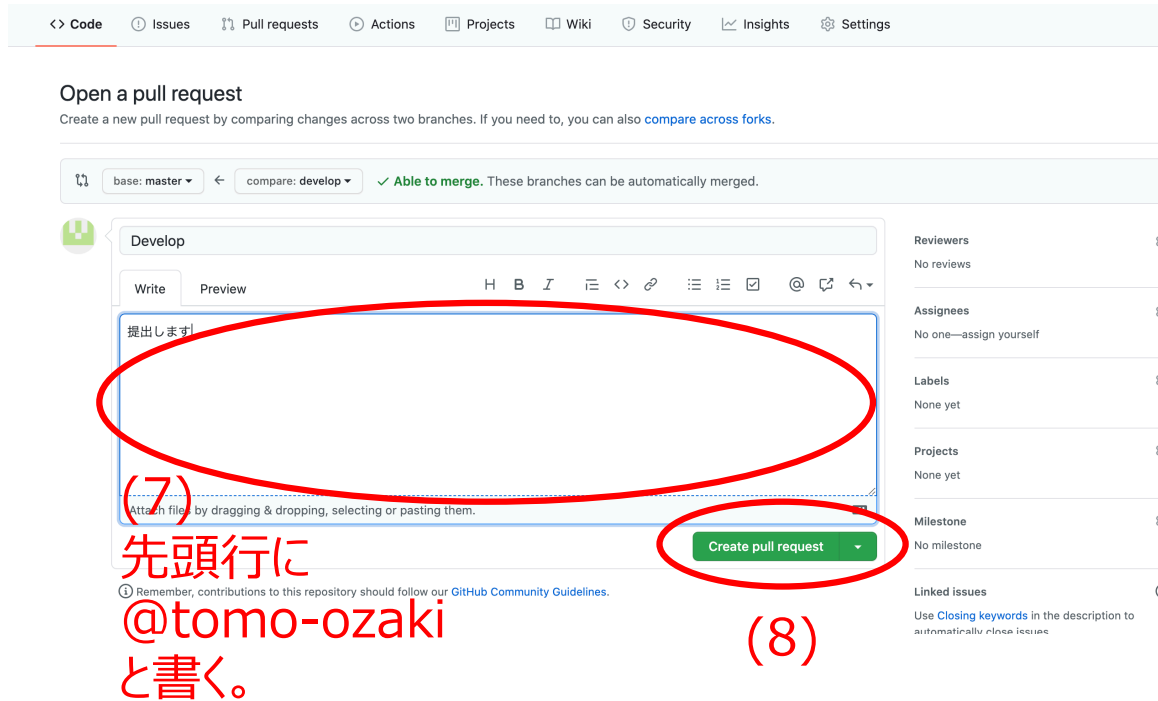 Code Issues Pull requests Actions Projects Wiki Security Insights Settings
Open a pull request
Create a new pull request by comparing changes across two branches. If you need to, you can also compare across forks.
base: master compare: develop Able to merge. These branches can be automatically merged.
Develop
Write Preview
提出します
Attach files by dragging & dropping, selecting or pasting them.
Create pull request
Remember, contributions to this repository should follow our GitHub Community Guidelines.
(7)
先頭行に
@tomo-ozaki
と書く。
(8)
Reviewers
No reviews
Assignees
No one—assign yourself
Labels
None yet
Projects
None yet
Milestone
No milestone
Linked issues
Use Closing keywords in the description to
automatically close issues